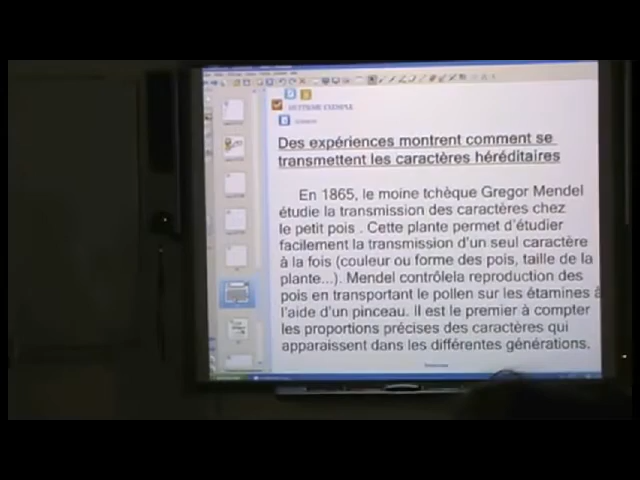 HUITIEME EXEMPLE
Des expériences montrent comment se
transmettent les caractères héréditaires
En 1865, le moine tchèque Gregor Mendel
étudie la transmission des caractères chez
le petit pois . Cette plante permet d'étudier
facilement la transmission d'un seul caractère
à la fois (couleur ou forme des pois, taille de la
plante...). Mendel contrôlela reproduction des
pois en transportant le pollen sur les étamines à
l'aide d'un pinceau. Il est le premier à compter
les proportions précises des caractères qui
apparaissent dans les différentes générations.